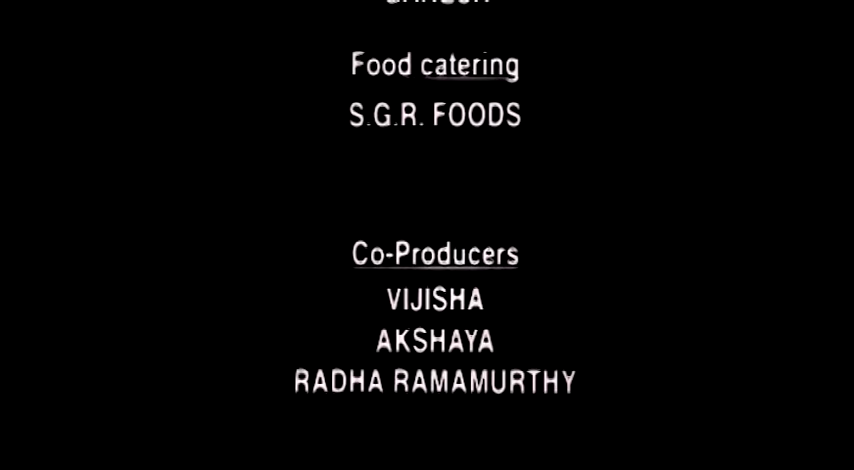 Food catering
S.G.R. FOODS
Co-Producers
VIJISHA
AKSHAYA
RADHA RAMAMURTHY